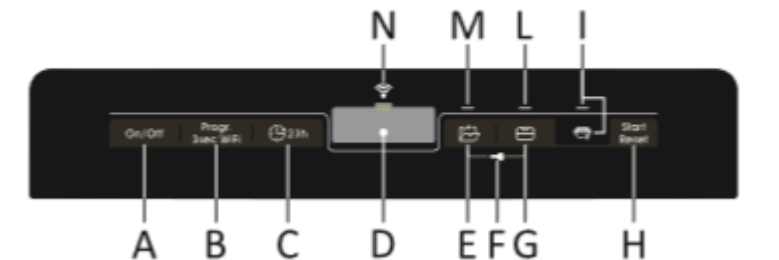 N M L I
On/Off
Progr.
3sec WiFi
23h
Start
Reset
A B C D E F G H